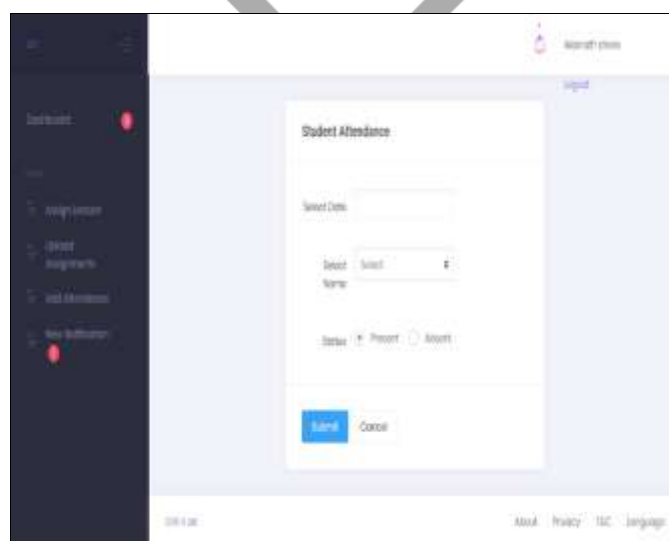 Logout
Dashboard
Student Attendance
Select Date
Assign Lecture
Upload
Assignments
Select
Name
Select
Add Attendance
New Notification
Status
Present
Absent
Submit
Cancel
About
Privacy
T&C
Language